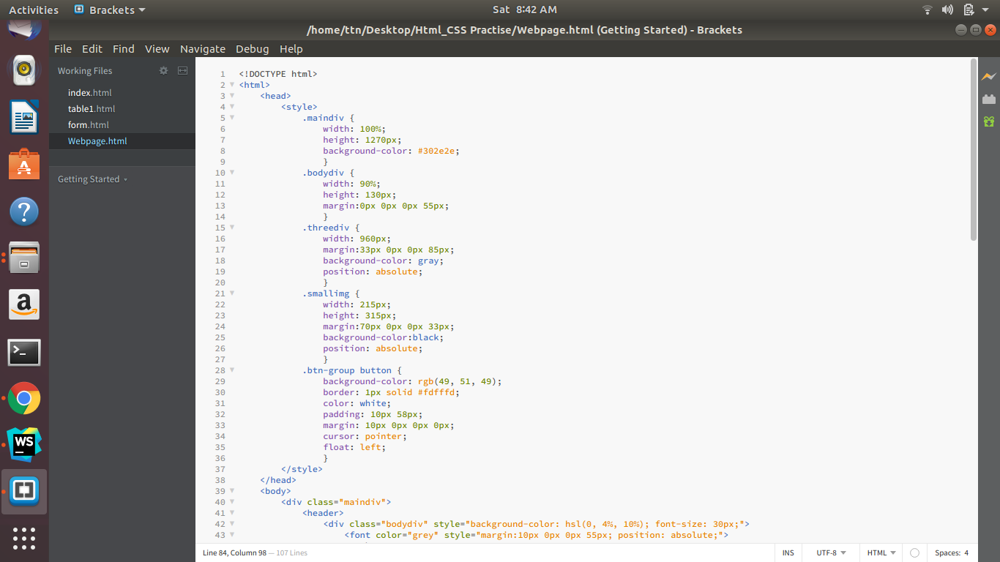 Activities Brackets Sat 8:42 AM
/home/ttn/Desktop/Html_CSS Practise/Webpage.html (Getting Started) - Brackets
File Edit Find View Navigate Debug Help
Working Files
index.html
table1.html
form.html
Webpage.html
Getting Started
1 <!DOCTYPE html>
2 <html>
3 <head>
4 <style>
5 .maindiv {
6 width: 100%;
7 height: 1270px;
8 background-color: #302e2e;
9 }
10 .bodydiv {
11 width: 90%;
12 height: 130px;
13 margin:0px 0px 0px 55px;
14 }
15 .threediv {
16 width: 960px;
17 margin:33px 0px 0px 85px;
18 background-color: gray;
19 position: absolute;
20 }
21 .smallimg {
22 width: 215px;
23 height: 315px;
24 margin:70px 0px 0px 33px;
25 background-color:black;
26 position: absolute;
27 }
28 .btn-group button {
29 background-color: rgb(49, 51, 49);
30 border: 1px solid #fdfffd;
31 color: white;
32 padding: 10px 58px;
33 margin: 10px 0px 0px 0px;
34 cursor: pointer;
35 float: left;
36 }
37 </style>
38 </head>
39 <body>
40 <div class="maindiv">
41 <header>
42 <div class="bodydiv" style="background-color: hsl(0, 4%, 10%); font-size: 30px;">
43 <font color="grey" style="margin:10px 0px 0px 55px; position: absolute;">
Line 84, Column 98 — 107 Lines INS UTF-8 HTML Spaces: 4
a
>_
WS
?
A